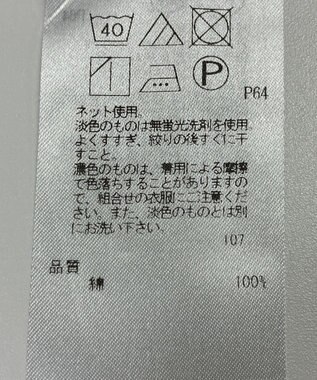 40
P
P64
ネット使用
淡色のものは無蛍光洗剤を使用
よくすすぎ、絞りの後すぐに干
すこと。
濃色のものは、着用による摩擦
で色落ちすることがありますの
で、組合せの衣服にご注意くだ
さい。また、淡色のものとは別
にお洗い下さい。
107
品質
綿 100%